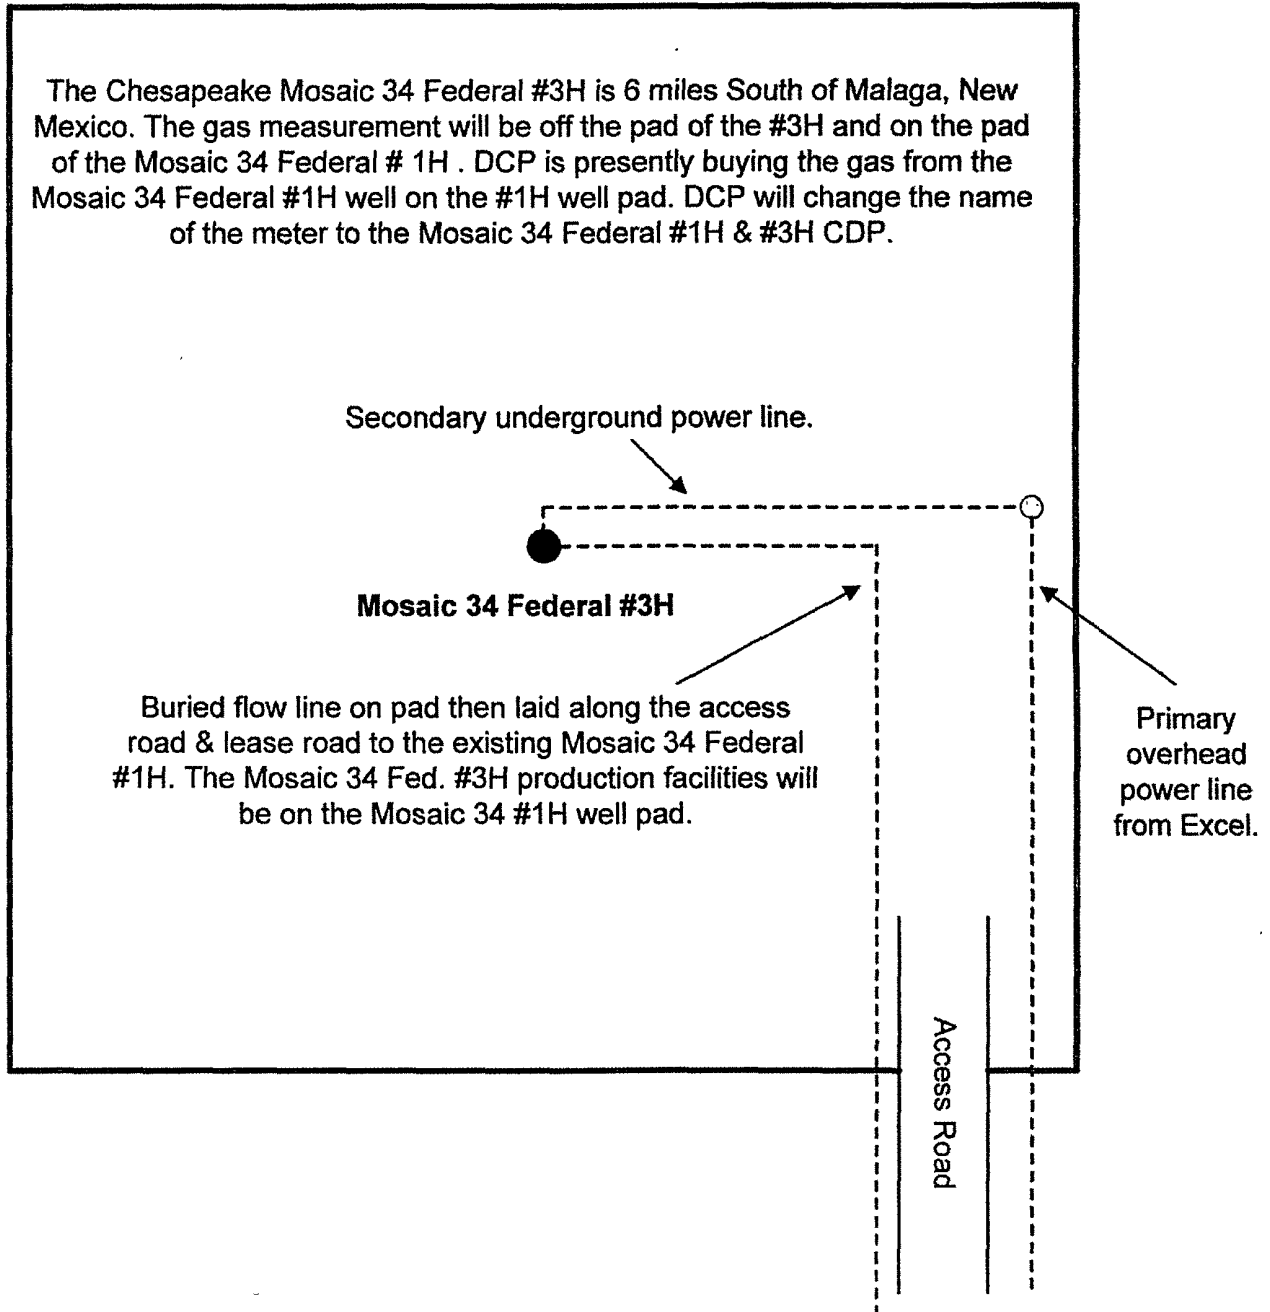 The Chesapeake Mosaic 34 Federal #3H is 6 miles South of Malaga, New
Mexico. The gas measurement will be off the pad of the #3H and on the pad
of the Mosaic 34 Federal # 1H . DCP is presently buying the gas from the
Mosaic 34 Federal #1H well on the #1H well pad. DCP will change the name
of the meter to the Mosaic 34 Federal #1H & #3H CDP.
Secondary underground power line.
Mosaic 34 Federal #3H
Buried flow line on pad then laid along the access
road & lease road to the existing Mosaic 34 Federal
#1H. The Mosaic 34 Fed. #3H production facilities will
be on the Mosaic 34 #1H well pad.
Primary
overhead
power line
from Excel.
Access Road